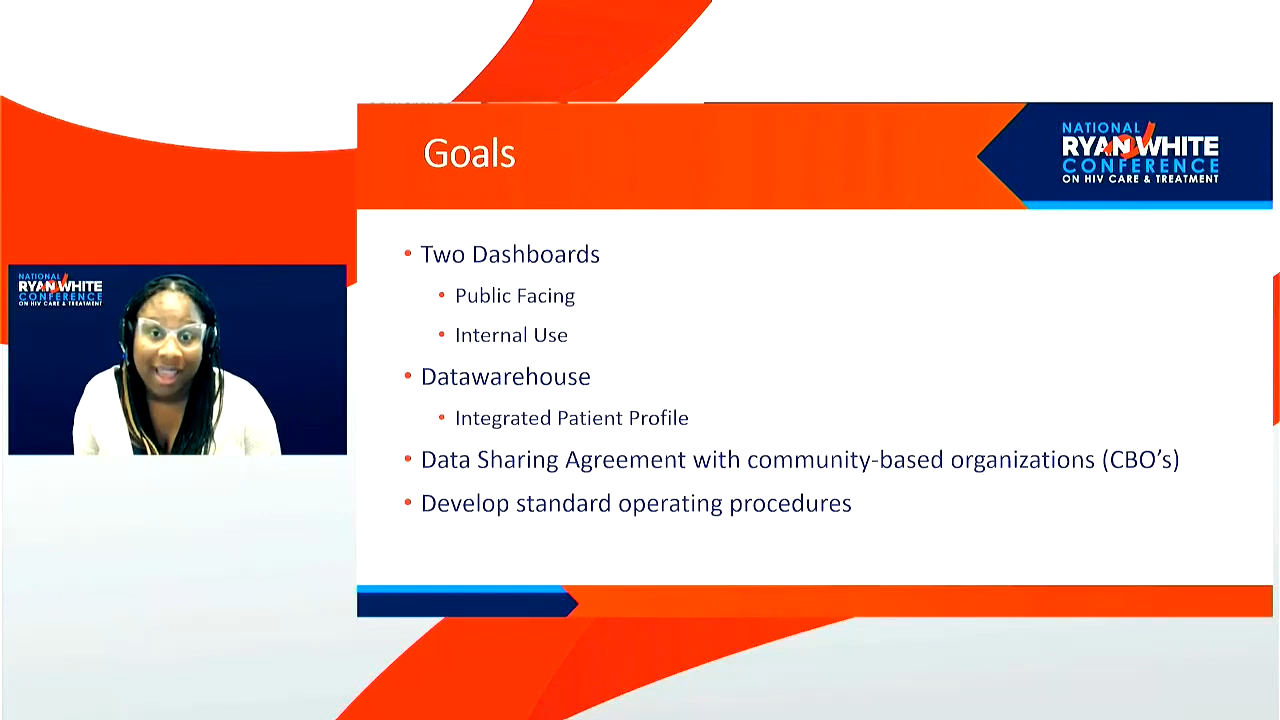 Goals
NATIONAL
RYAN WHITE
CONFERENCE
ON HIV CARE & TREATMENT
• Two Dashboards
• Public Facing
• Internal Use
• Datawarehouse
• Integrated Patient Profile
• Data Sharing Agreement with community-based organizations (CBO's)
• Develop standard operating procedures
NATIONAL
RYAN WHITE
CONFERENCE
ON HIV CARE & TREATMENT